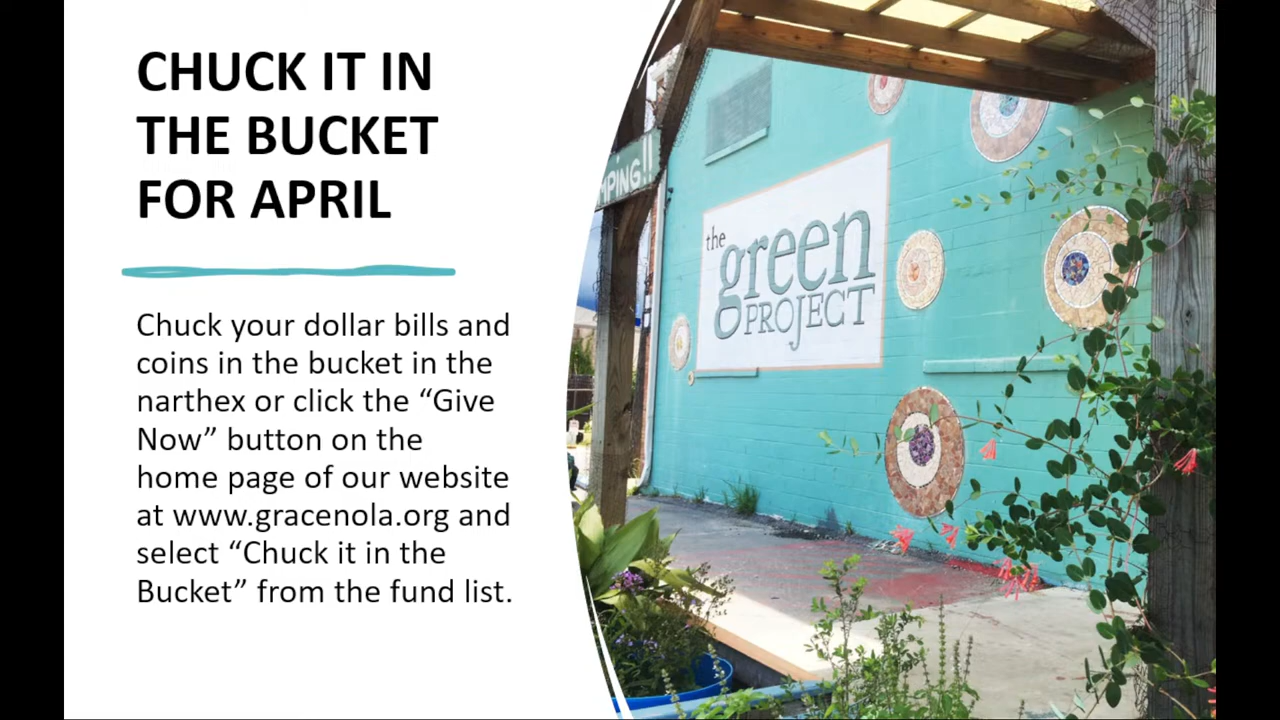 CHUCK IT IN
THE BUCKET
FOR APRIL
Chuck your dollar bills and
coins in the bucket in the
narthex or click the “Give
Now” button on the
home page of our website
at www.gracenola.org and
select “Chuck it in the
Bucket” from the fund list.
the
green
PROJECT